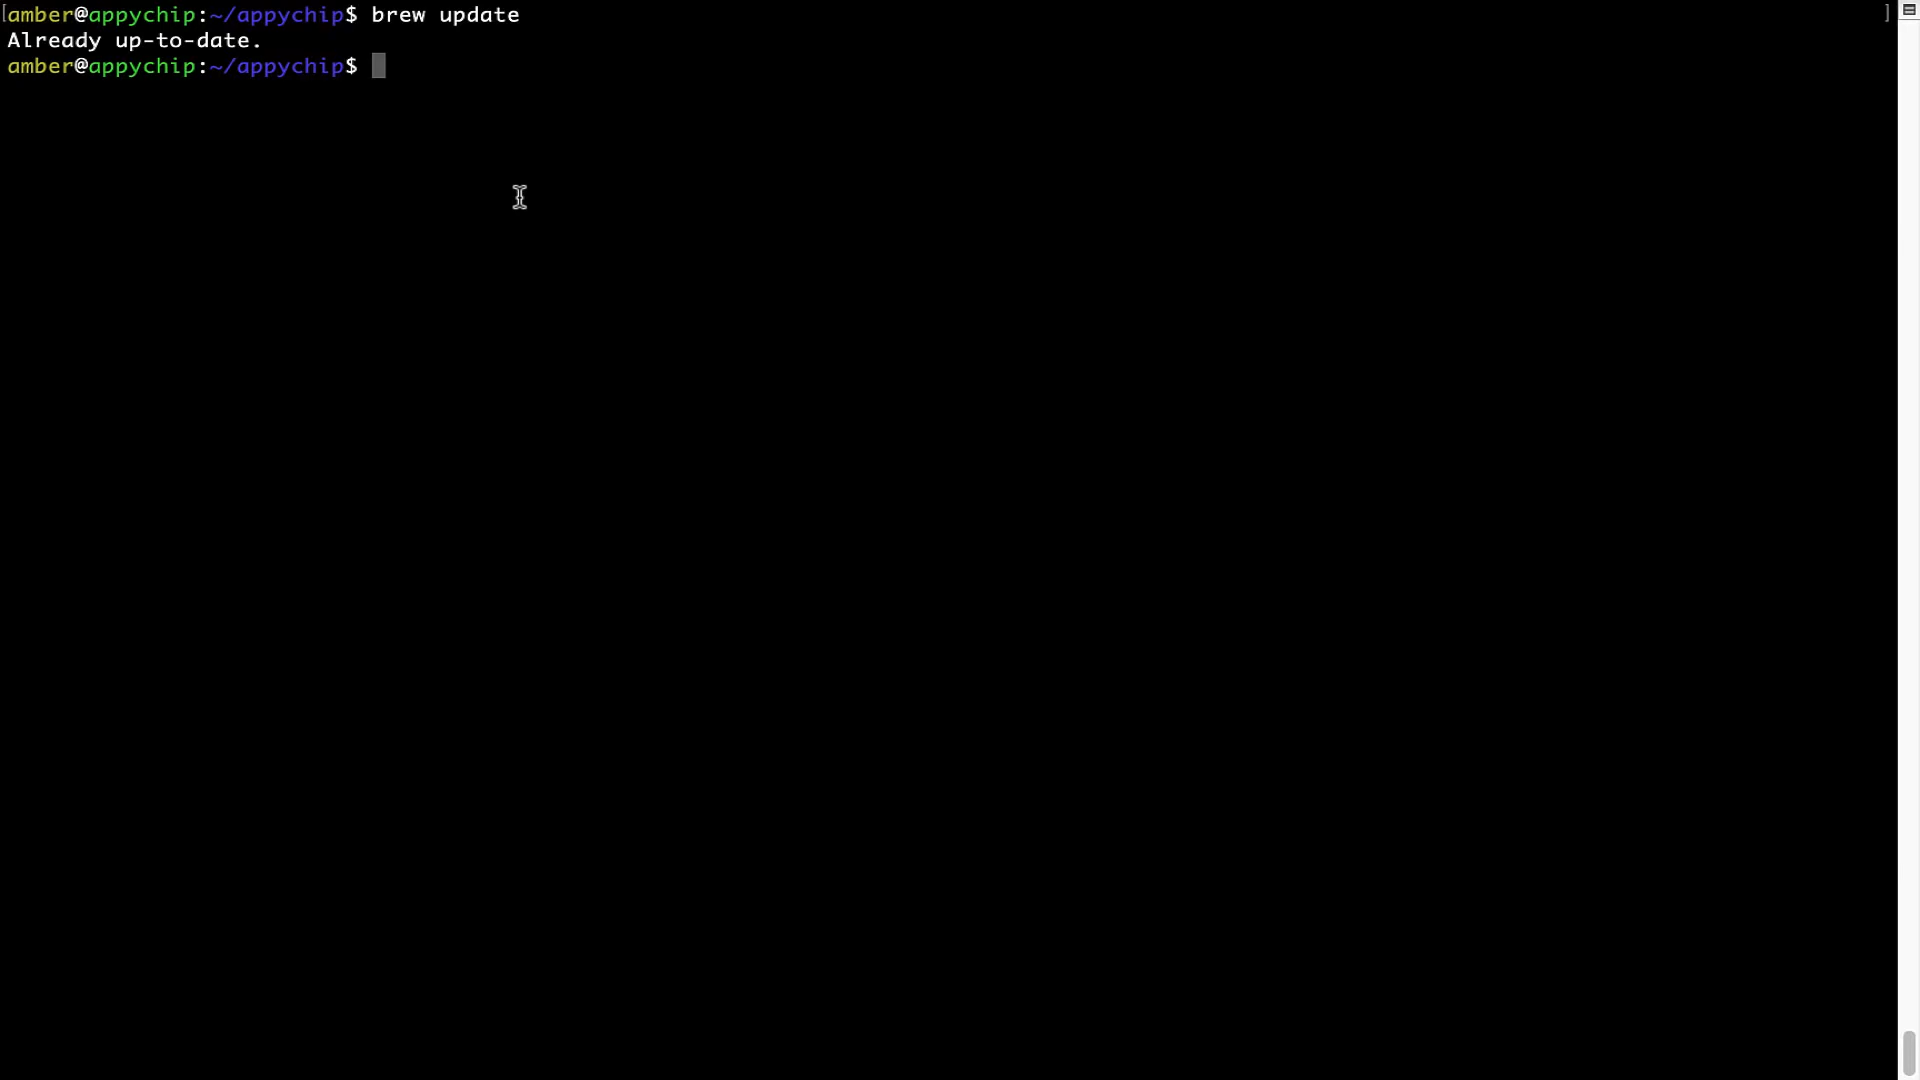 [amber@appychip:~/appychip$ brew update ]
Already up-to-date.
amber@appychip:~/appychip$